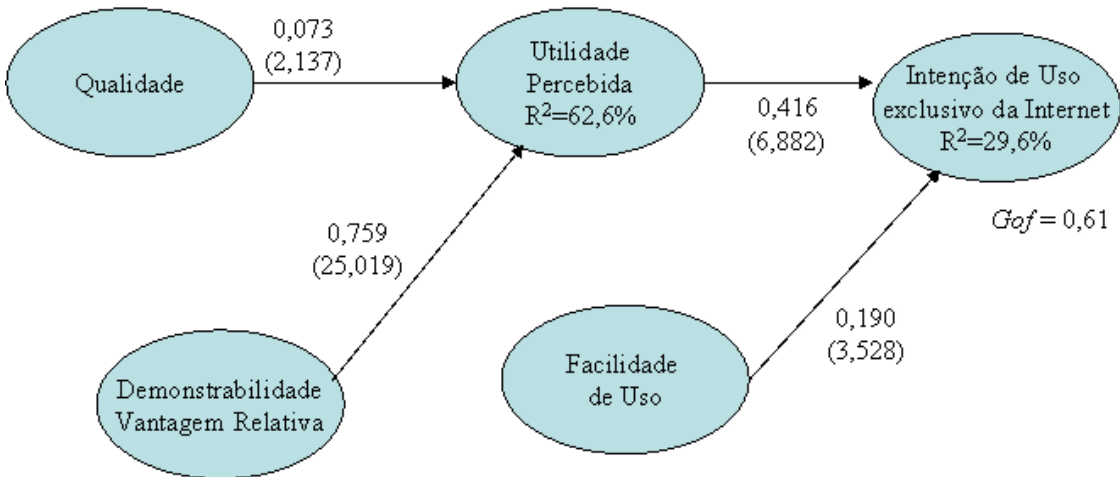 Qualidade
0,073
(2,137)
Utilidade
Percebida
R²=62,6%
0,416
(6,882)
Intenção de Uso
exclusivo da Internet
R²=29,6%
Gof = 0,61
0,759
(25,019)
0,190
(3,528)
Demonstrabilidade
Vantagem Relativa
Facilidade
de Uso